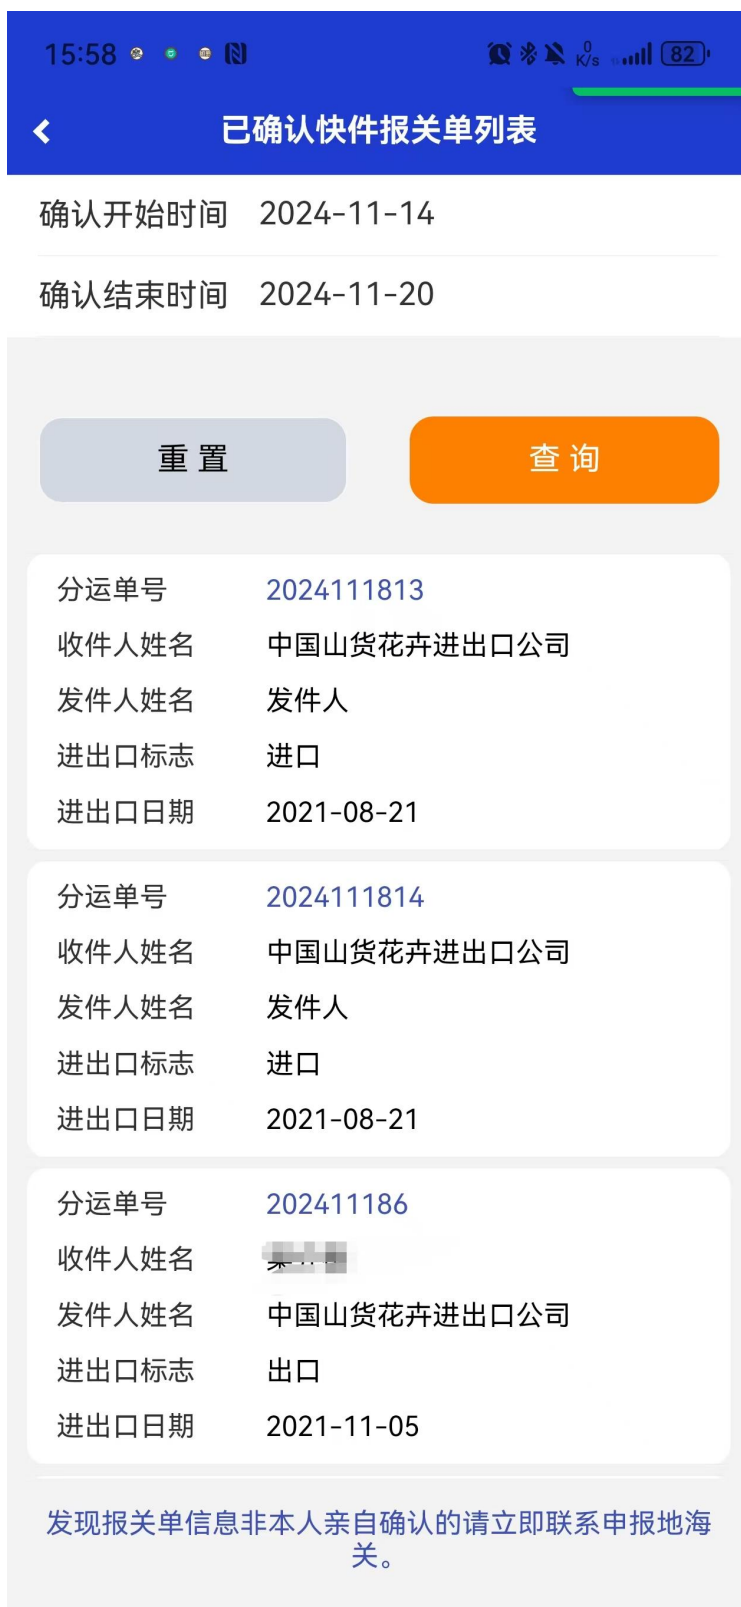 15:58
0
K/s
82
已确认快件报关单列表
确认开始时间 2024-11-14
确认结束时间 2024-11-20
重置 查询
分运单号 2024111813
收件人姓名 中国山货花卉进出口公司
发件人姓名 发件人
进出口标志 进口
进出口日期 2021-08-21
分运单号 2024111814
收件人姓名 中国山货花卉进出口公司
发件人姓名 发件人
进出口标志 进口
进出口日期 2021-08-21
分运单号 202411186
收件人姓名
发件人姓名 中国山货花卉进出口公司
进出口标志 出口
进出口日期 2021-11-05
发现报关单信息非本人亲自确认的请立即联系申报地海
关。